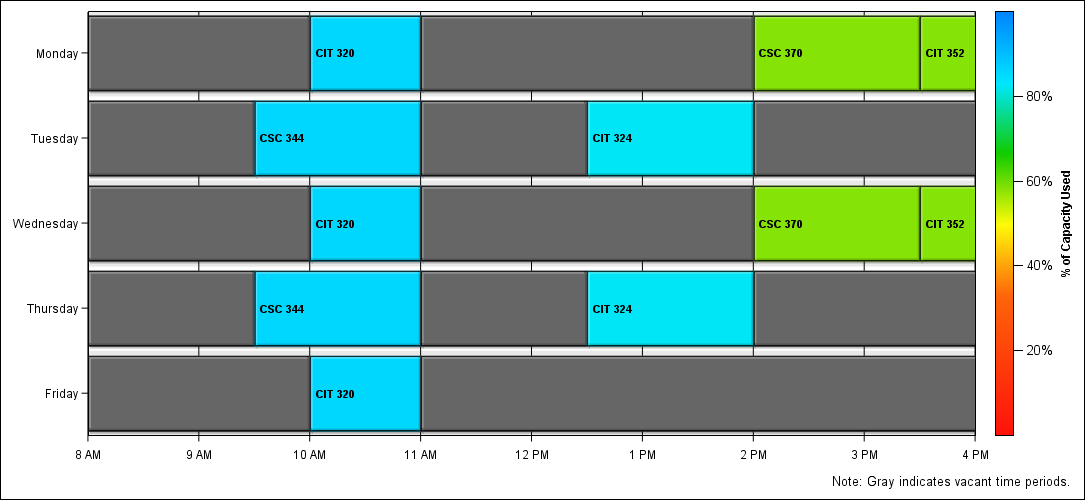 Monday CIT 320 CSC 370 CIT 352
80%
Tuesday CSC 344 CIT 324
60%
Wednesday CIT 320 CSC 370 CIT 352
% of Capacity Used
40%
Thursday CSC 344 CIT 324
20%
Friday CIT 320
8 AM 9 AM 10 AM 11 AM 12 PM 1 PM 2 PM 3 PM 4 PM
Note: Gray indicates vacant time periods.